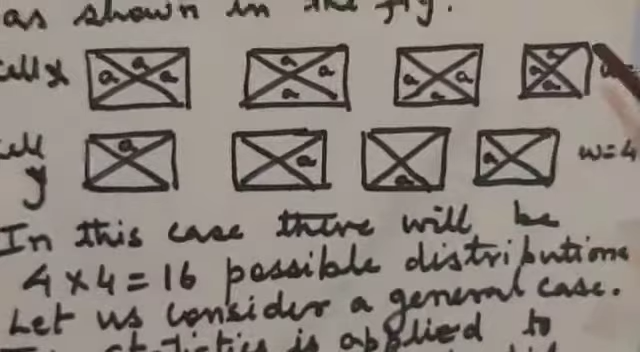 as shown in the fig.
cell x a a a a a a a a a a a a
cell y a a a a w=4
In this case there will be
4 x 4 = 16 possible distributions
Let us consider a general case.
is applied to